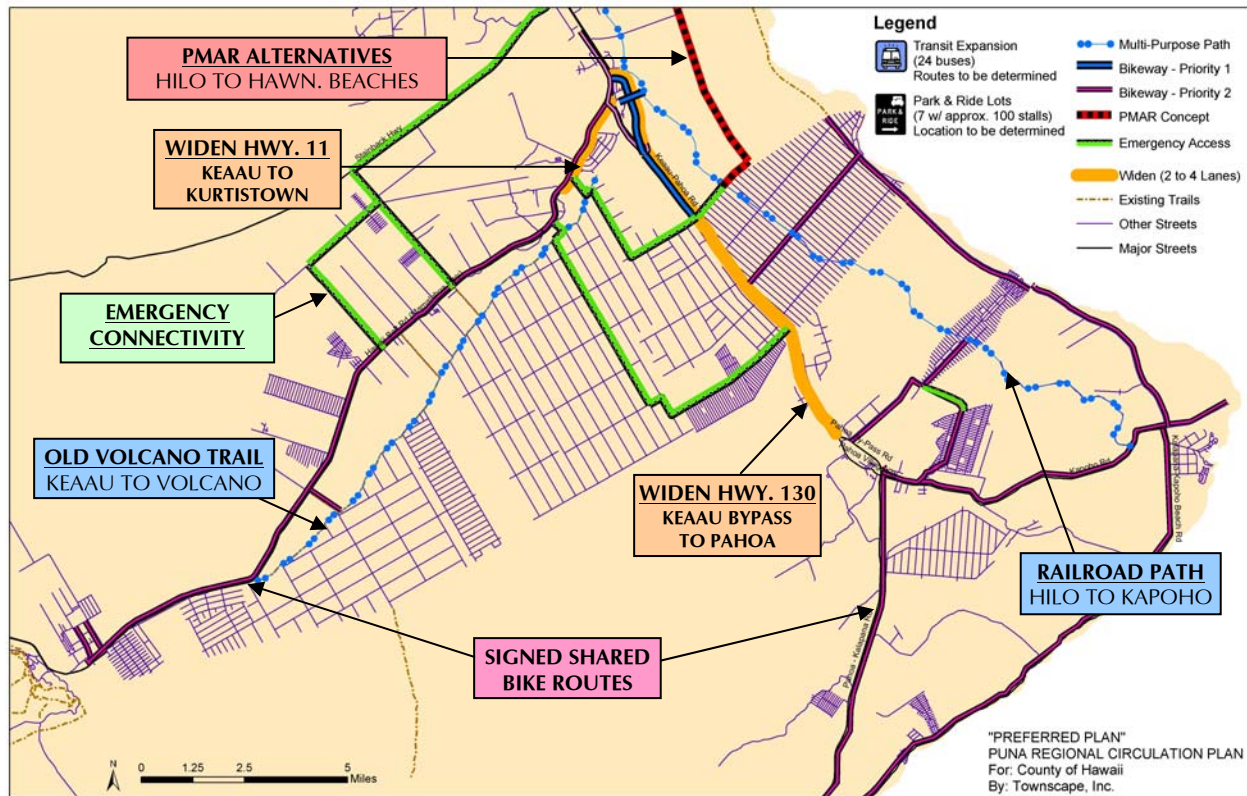 PMAR ALTERNATIVES
HILO TO HAWN. BEACHES
WIDEN HWY. 11
KEAAU TO
KURTISTOWN
EMERGENCY
CONNECTIVITY
OLD VOLCANO TRAIL
KEAAU TO VOLCANO
WIDEN HWY. 130
KEAAU BYPASS
TO PAHOA
RAILROAD PATH
HILO TO KAPOHO
SIGNED SHARED
BIKE ROUTES
Stainback Hwy
Keaau-Pahoa Rd
Kapoho Rd
Pahoa - Kalapana Rd
Legend
Transit Expansion
(24 buses)
Routes to be determined
PARK &
RIDE
Park & Ride Lots
(7 w/ approx. 100 stalls)
Location to be determined
Multi-Purpose Path
Bikeway - Priority 1
Bikeway - Priority 2
PMAR Concept
Emergency Access
Widen (2 to 4 Lanes)
Existing Trails
Other Streets
Major Streets
N
0 1.25 2.5 5
Miles
"PREFERRED PLAN"
PUNA REGIONAL CIRCULATION PLAN
For: County of Hawaii
By: Townscape, Inc.